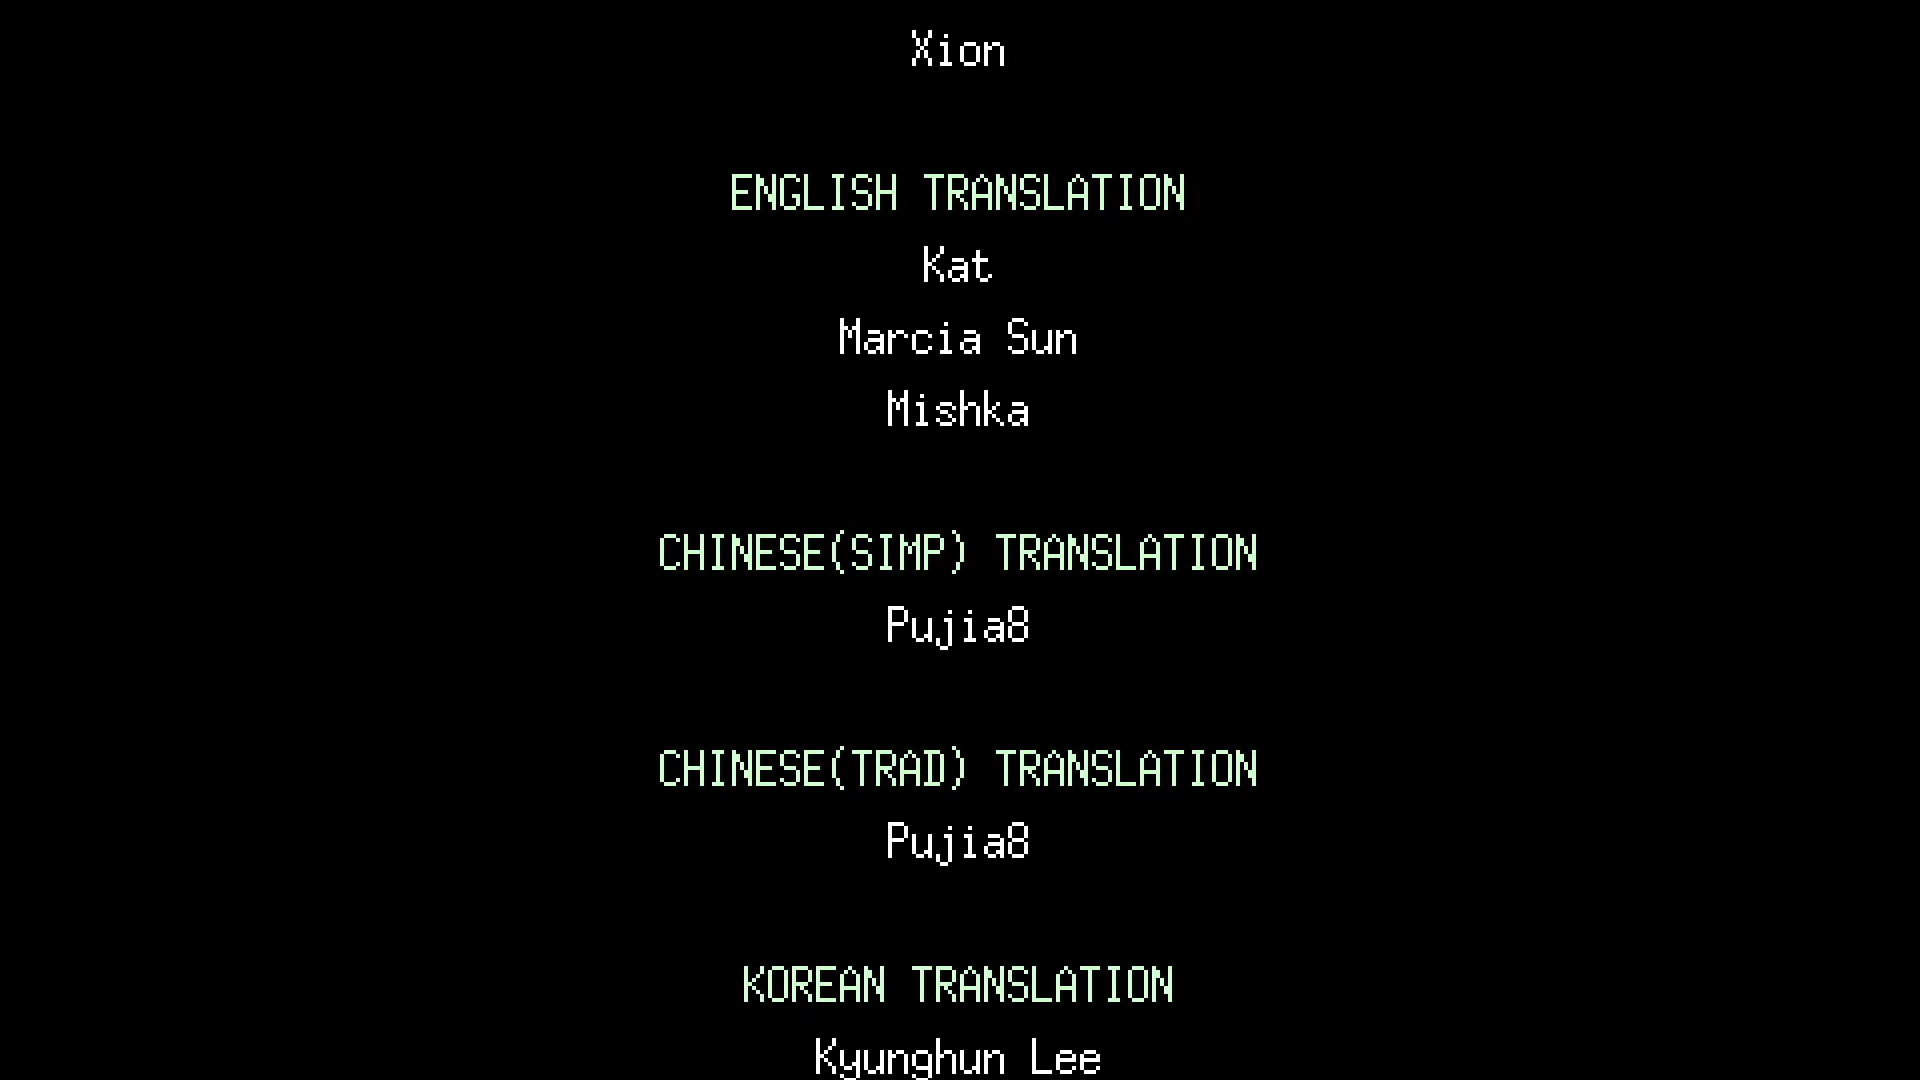 Xion
ENGLISH TRANSLATION
Kat
Marcia Sun
Mishka
CHINESE(SIMP) TRANSLATION
Pujia8
CHINESE(TRAD) TRANSLATION
Pujia8
KOREAN TRANSLATION
Kyunghun Lee